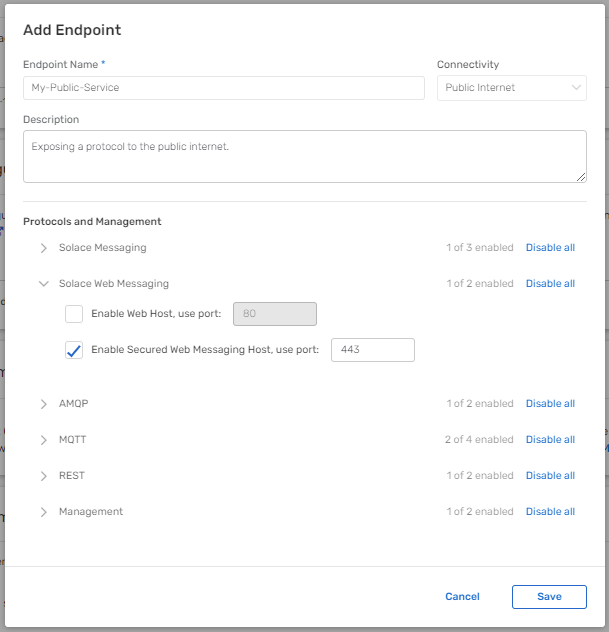 Add Endpoint
Endpoint Name *
Connectivity
My-Public-Service
Public Internet
Description
Exposing a protocol to the public internet.
Protocols and Management
Solace Messaging 1 of 3 enabled Disable all
Solace Web Messaging 1 of 2 enabled Disable all
Enable Web Host, use port: 80
Enable Secured Web Messaging Host, use port: 443
AMQP 1 of 2 enabled Disable all
MQTT 2 of 4 enabled Disable all
REST 1 of 2 enabled Disable all
Management 1 of 2 enabled Disable all
Cancel Save